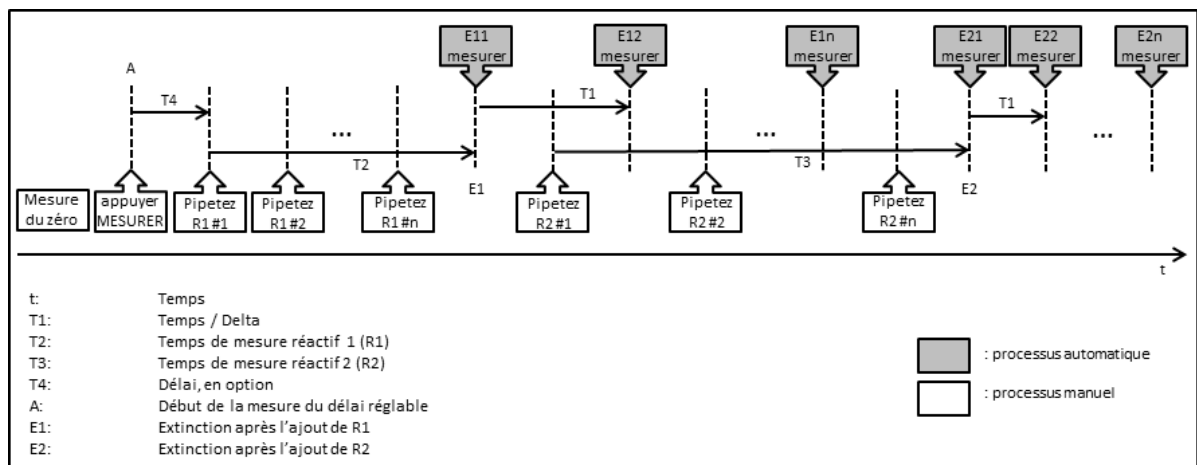 E11 mesurer
E12 mesurer
E1n mesurer
E21 mesurer
E22 mesurer
E2n mesurer
A
T4
...
T2
T1
...
T3
T1
...
E1
E2
Mesure du zéro
appuyer MESURER
Pipetez R1#1
Pipetez R1#2
Pipetez R1#n
Pipetez R2#1
Pipetez R2#2
Pipetez R2#n
t
t: Temps
T1: Temps / Delta
T2: Temps de mesure réactif 1 (R1)
T3: Temps de mesure réactif 2 (R2)
T4: Délai, en option
A: Début de la mesure du délai réglable
E1: Extinction après l'ajout de R1
E2: Extinction après l'ajout de R2
: processus automatique
: processus manuel